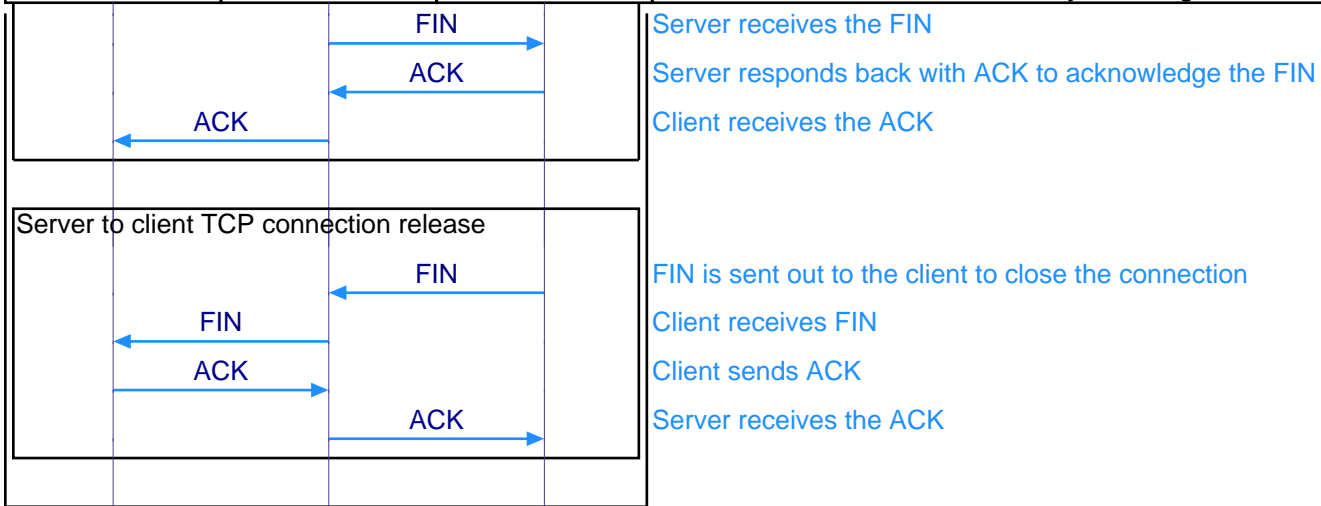 FIN Server receives the FIN
ACK Server responds back with ACK to acknowledge the FIN
ACK Client receives the ACK
Server to client TCP connection release
FIN FIN is sent out to the client to close the connection
FIN Client receives FIN
ACK Client sends ACK
ACK Server receives the ACK